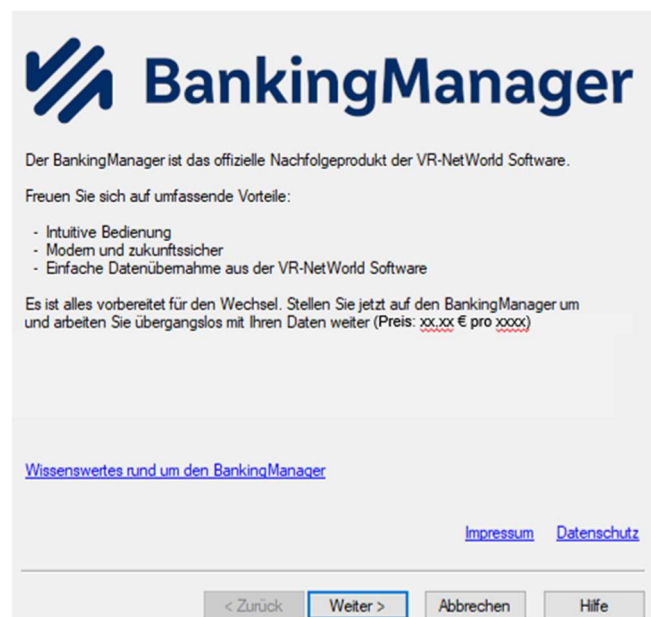 BankingManager
Der BankingManager ist das offizielle Nachfolgeprodukt der VR-NetWorld Software.
Freuen Sie sich auf umfassende Vorteile:
- Intuitive Bedienung
- Modern und zukunftssicher
- Einfache Datenübernahme aus der VR-NetWorld Software
Es ist alles vorbereitet für den Wechsel. Stellen Sie jetzt auf den BankingManager um
und arbeiten Sie übergangslos mit Ihren Daten weiter (Preis: xx,xx € pro xxxx)
Wissenswertes rund um den BankingManager
Impressum Datenschutz
< Zurück Weiter > Abbrechen Hilfe